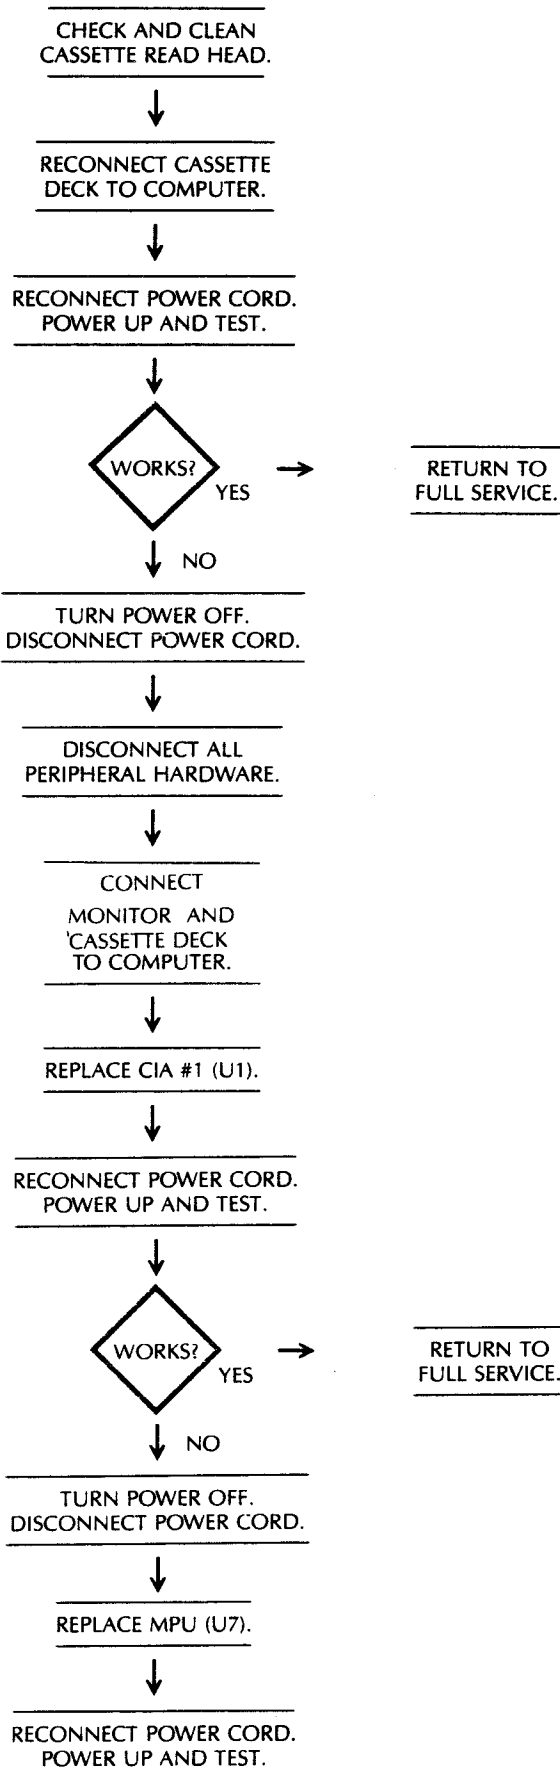 CHECK AND CLEAN
CASSETTE READ HEAD.
RECONNECT CASSETTE
DECK TO COMPUTER.
RECONNECT POWER CORD.
POWER UP AND TEST.
WORKS?
YES
RETURN TO
FULL SERVICE.
NO
TURN POWER OFF.
DISCONNECT POWER CORD.
DISCONNECT ALL
PERIPHERAL HARDWARE.
CONNECT
MONITOR AND
CASSETTE DECK
TO COMPUTER.
REPLACE CIA #1 (U1).
RECONNECT POWER CORD.
POWER UP AND TEST.
WORKS?
YES
RETURN TO
FULL SERVICE.
NO
TURN POWER OFF.
DISCONNECT POWER CORD.
REPLACE MPU (U7).
RECONNECT POWER CORD.
POWER UP AND TEST.